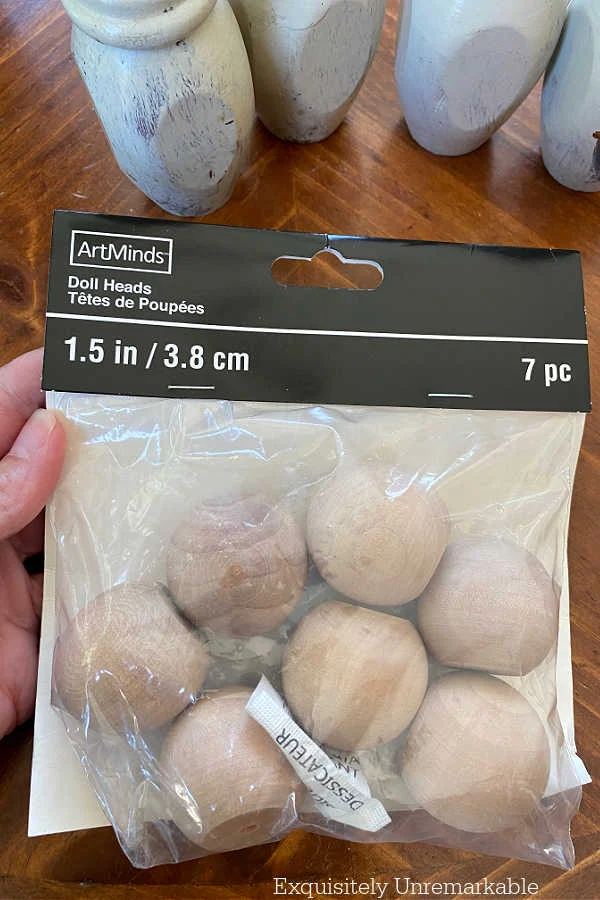 ArtMinds
Doll Heads
Têtes de Poupées
1.5 in / 3.8 cm
7 pc
DESSICATEUR
Exquisitely Unremarkable